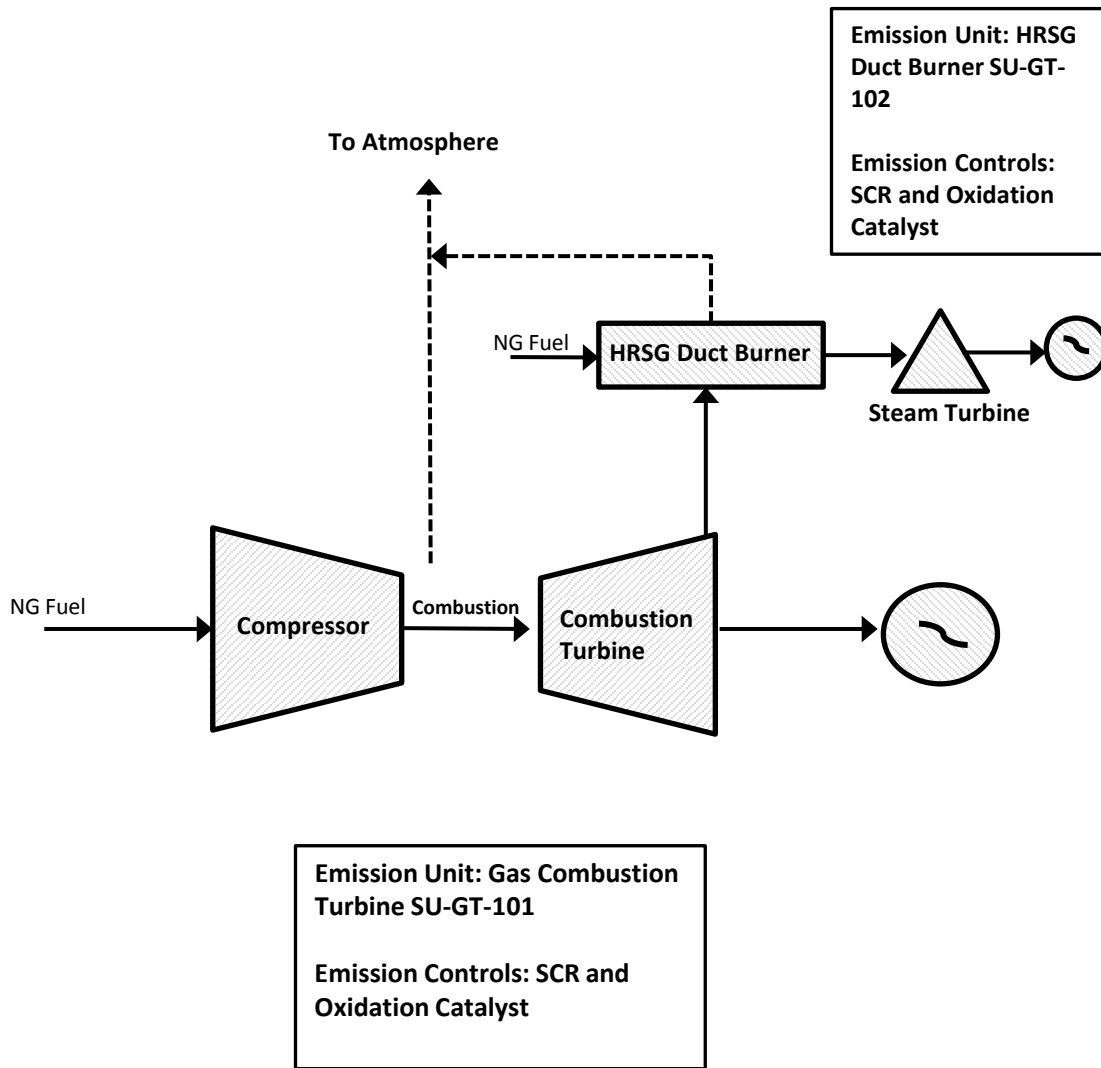 Emission Unit: HRSG
Duct Burner SU-GT-
102
Emission Controls:
SCR and Oxidation
Catalyst
To Atmosphere
NG Fuel
HRSG Duct Burner
Steam Turbine
NG Fuel
Compressor
Combustion
Combustion
Turbine
Emission Unit: Gas Combustion
Turbine SU-GT-101
Emission Controls: SCR and
Oxidation Catalyst